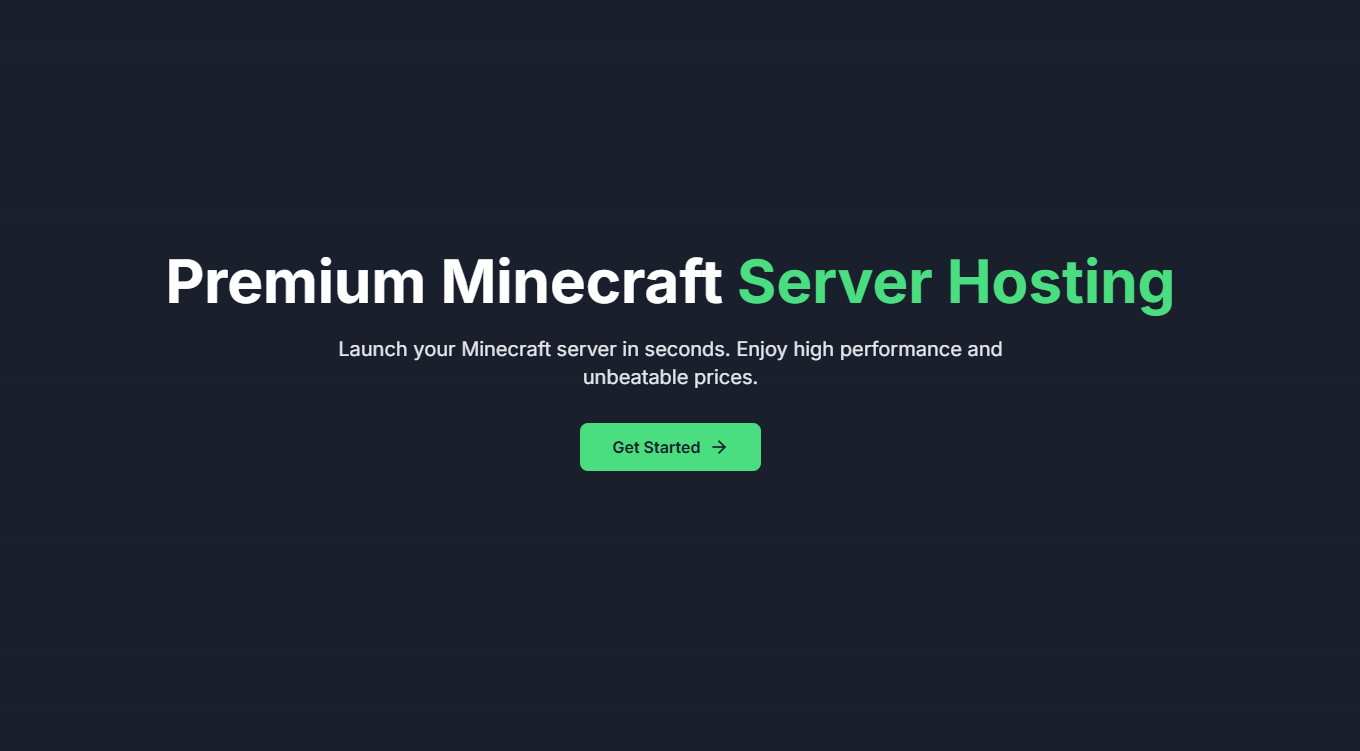 Premium Minecraft Server Hosting
Launch your Minecraft server in seconds. Enjoy high performance and
unbeatable prices.
Get Started